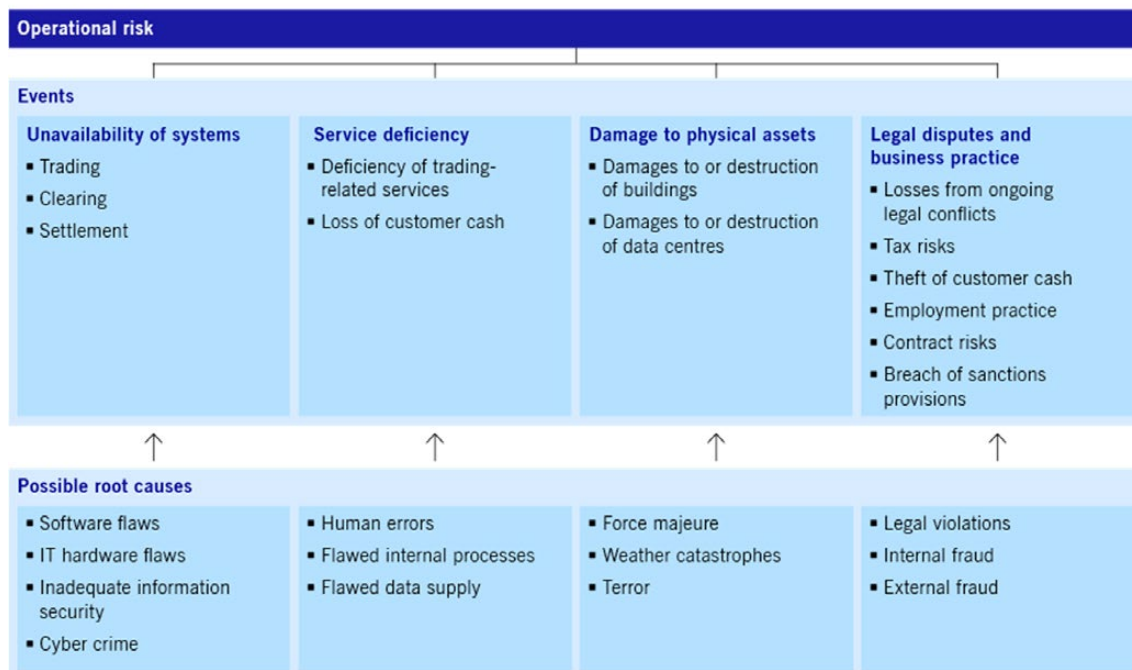 Operational risk
Events
Unavailability of systems
▪ Trading
▪ Clearing
▪ Settlement
Service deficiency
▪ Deficiency of trading-
related services
▪ Loss of customer cash
Damage to physical assets
▪ Damages to or destruction
of buildings
▪ Damages to or destruction
of data centres
Legal disputes and
business practice
▪ Losses from ongoing
legal conflicts
▪ Tax risks
▪ Theft of customer cash
▪ Employment practice
▪ Contract risks
▪ Breach of sanctions
provisions
Possible root causes
▪ Software flaws
▪ IT hardware flaws
▪ Inadequate information
security
▪ Cyber crime
▪ Human errors
▪ Flawed internal processes
▪ Flawed data supply
▪ Force majeure
▪ Weather catastrophes
▪ Terror
▪ Legal violations
▪ Internal fraud
▪ External fraud